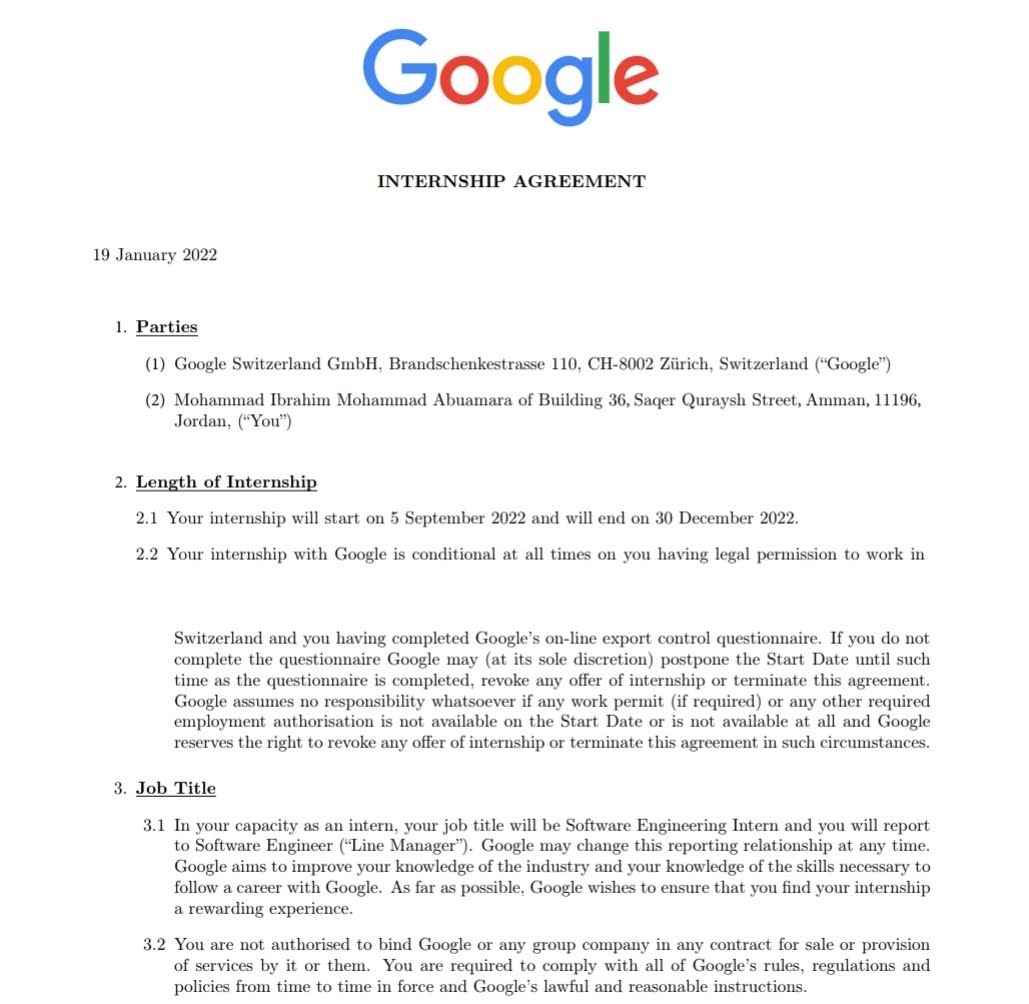 Google
INTERNSHIP AGREEMENT
19 January 2022
1. Parties
(1) Google Switzerland GmbH, Brandschenkestrasse 110, CH-8002 Zürich, Switzerland (“Google”)
(2) Mohammad Ibrahim Mohammad Abuamara of Building 36, Saqer Quraysh Street, Amman, 11196,
Jordan, (“You”)
2. Length of Internship
2.1 Your internship will start on 5 September 2022 and will end on 30 December 2022.
2.2 Your internship with Google is conditional at all times on you having legal permission to work in
Switzerland and you having completed Google’s on-line export control questionnaire. If you do not
complete the questionnaire Google may (at its sole discretion) postpone the Start Date until such
time as the questionnaire is completed, revoke any offer of internship or terminate this agreement.
Google assumes no responsibility whatsoever if any work permit (if required) or any other required
employment authorisation is not available on the Start Date or is not available at all and Google
reserves the right to revoke any offer of internship or terminate this agreement in such circumstances.
3. Job Title
3.1 In your capacity as an intern, your job title will be Software Engineering Intern and you will report
to Software Engineer (“Line Manager”). Google may change this reporting relationship at any time.
Google aims to improve your knowledge of the industry and your knowledge of the skills necessary to
follow a career with Google. As far as possible, Google wishes to ensure that you find your internship
a rewarding experience.
3.2 You are not authorised to bind Google or any group company in any contract for sale or provision
of services by it or them. You are required to comply with all of Google’s rules, regulations and
policies from time to time in force and Google’s lawful and reasonable instructions.